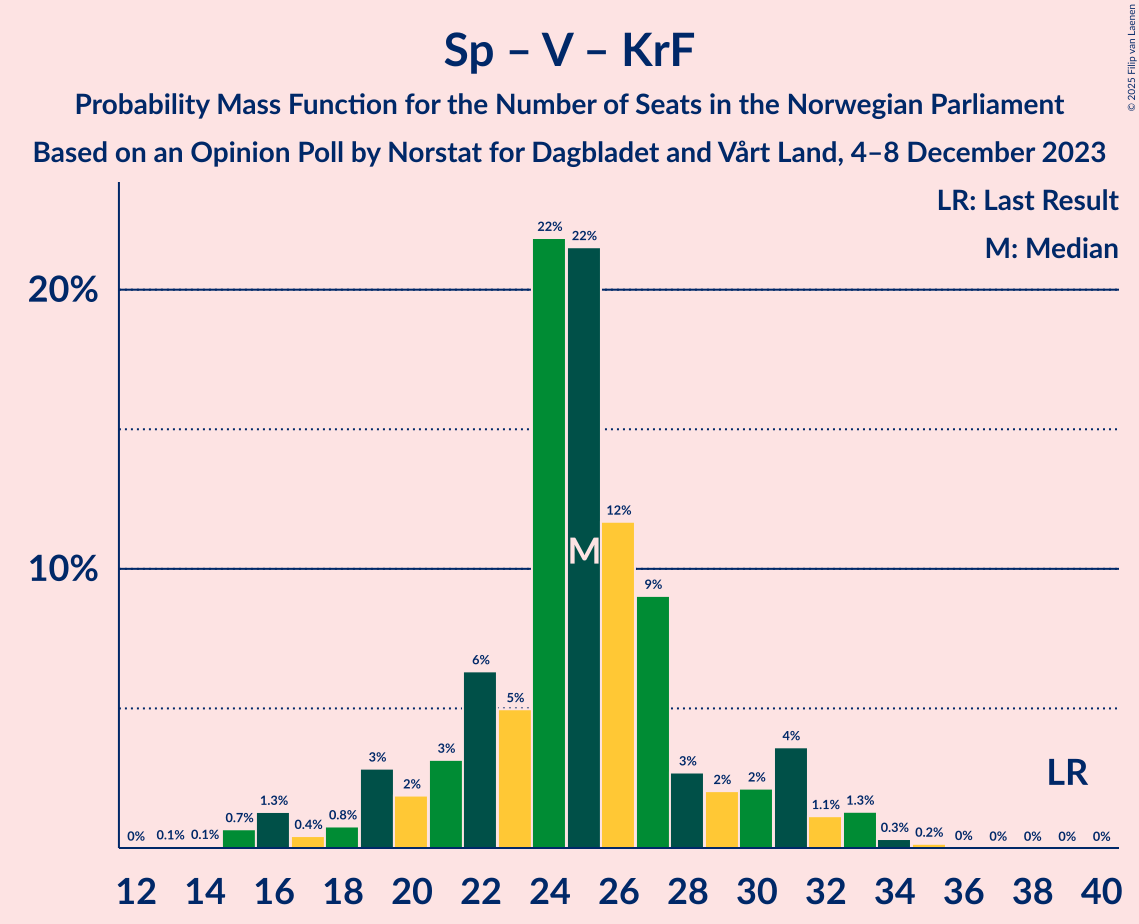 Sp – V – KrF
Probability Mass Function for the Number of Seats in the Norwegian Parliament
Based on an Opinion Poll by Norstat for Dagbladet and Vårt Land, 4–8 December 2023
© 2025 Filip van Laenen
LR: Last Result
M: Median
20%
10%
0% 0.1% 0.1% 0.7% 1.3% 0.4% 0.8% 3% 2% 3% 6% 5% 22% 22% 12% 9% 3% 2% 2% 4% 1.1% 1.3% 0.3% 0.2% 0% 0% 0% 0% 0%
M
LR
12 14 16 18 20 22 24 26 28 30 32 34 36 38 40